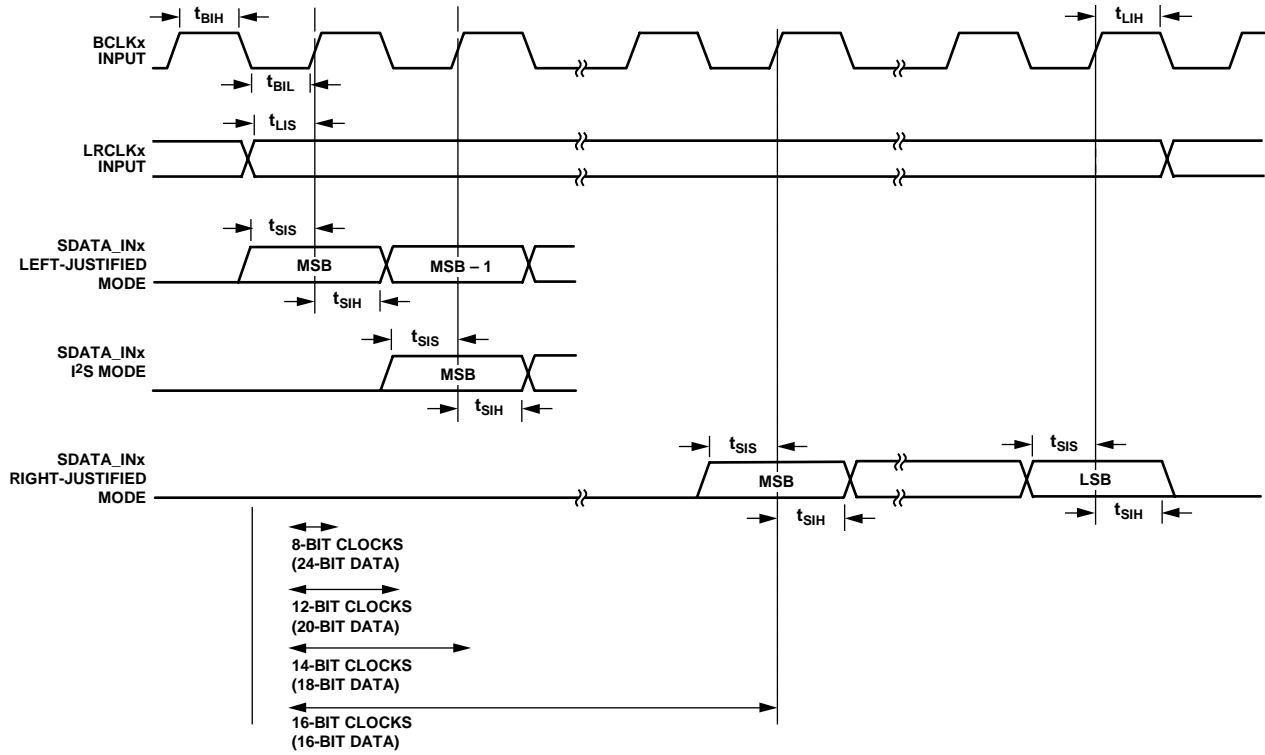 tBIH
tLIH
BCLKx
INPUT
tBIL
tLIS
LRCLKx
INPUT
tSIS
SDATA_INx
LEFT-JUSTIFIED
MODE
MSB
MSB – 1
tSIH
tSIS
SDATA_INx
I2S MODE
MSB
tSIH
tSIS
tSIS
SDATA_INx
RIGHT-JUSTIFIED
MODE
MSB
LSB
tSIH
tSIH
8-BIT CLOCKS
(24-BIT DATA)
12-BIT CLOCKS
(20-BIT DATA)
14-BIT CLOCKS
(18-BIT DATA)
16-BIT CLOCKS
(16-BIT DATA)